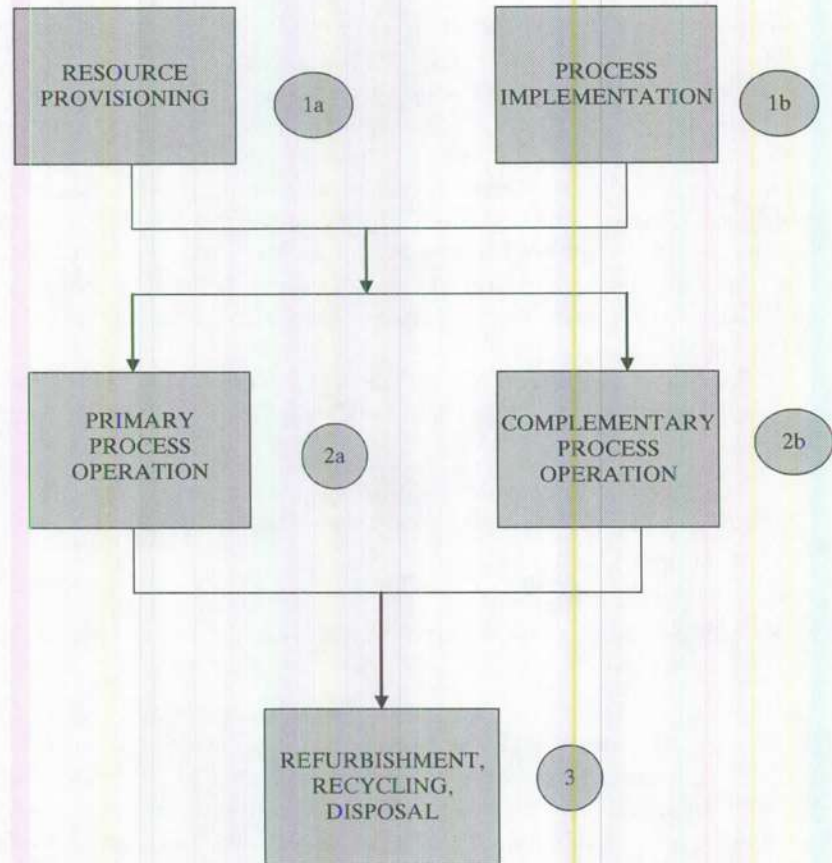 RESOURCE
PROVISIONING
1a
PROCESS
IMPLEMENTATION
1b
PRIMARY
PROCESS
OPERATION
2a
COMPLEMENTARY
PROCESS
OPERATION
2b
REFURBISHMENT,
RECYCLING,
DISPOSAL
3